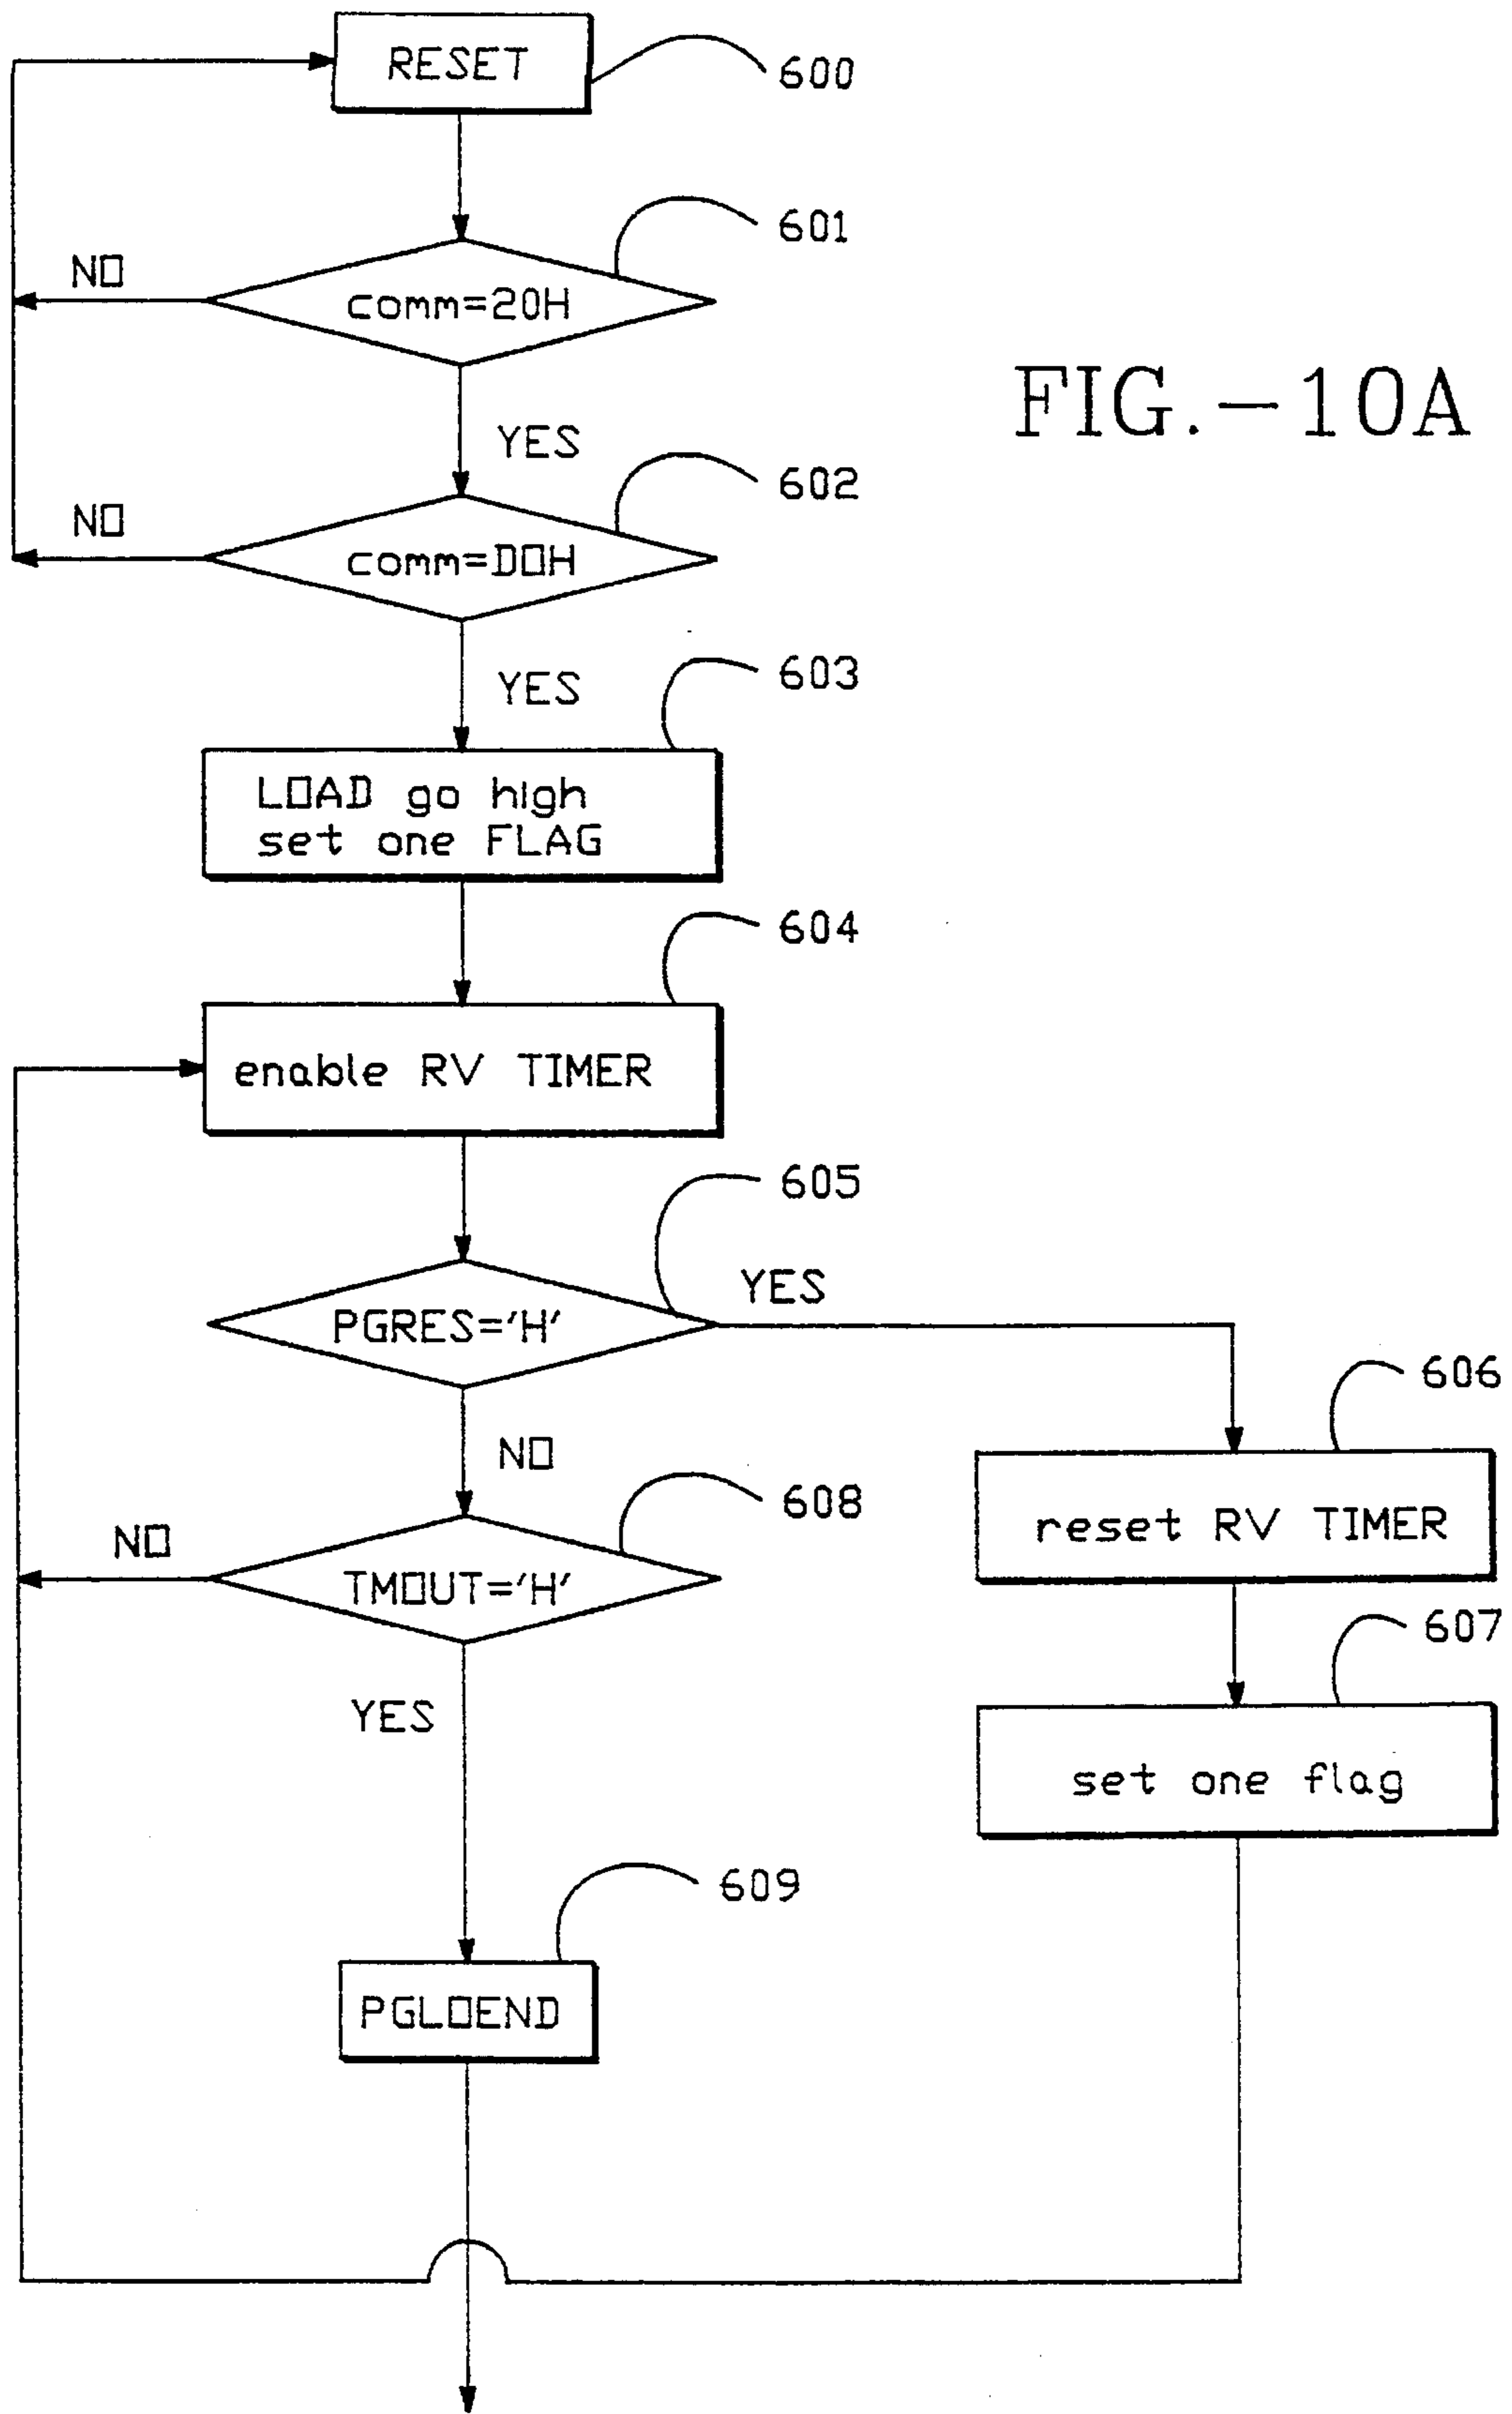 RESET
600
601
NO
comm=20H
FIG.-10A
YES
602
NO
comm=D0H
YES
603
LOAD go high
set one FLAG
604
enable RV TIMER
605
YES
PGRES='H'
606
NO
608
reset RV TIMER
NO
TMOUT='H'
607
YES
set one flag
609
PGLOEND